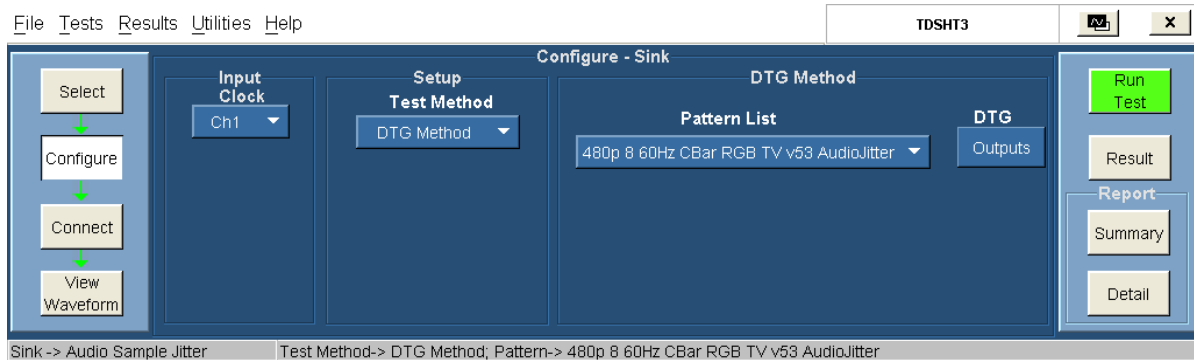 File Tests Results Utilities Help
TDSHT3
x
Select
Configure
Connect
View
Waveform
Configure - Sink
Input
Clock
Ch1
Setup
Test Method
DTG Method
DTG Method
Pattern List
480p 8 60Hz CBar RGB TV v53 AudioJitter
DTG
Outputs
Run
Test
Result
Report
Summary
Detail
Sink -> Audio Sample Jitter
Test Method-> DTG Method; Pattern-> 480p 8 60Hz CBar RGB TV v53 AudioJitter